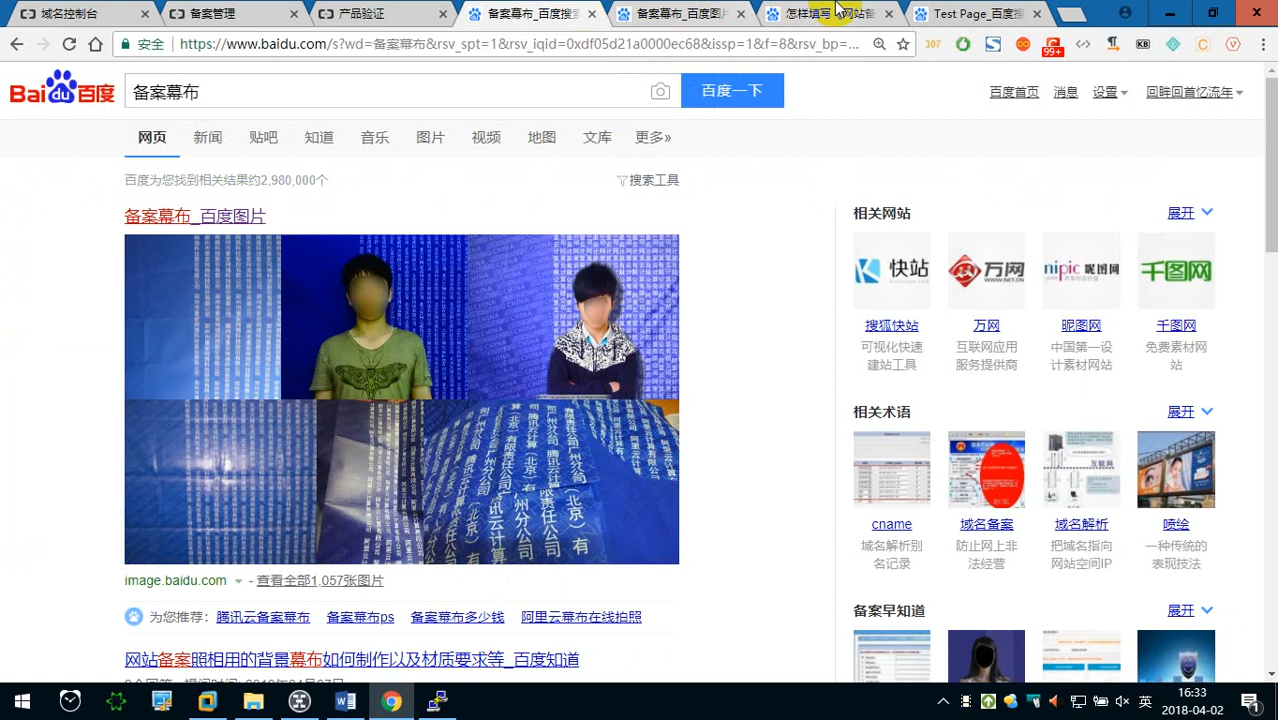 域名控制台
备案管理
产品验证
备案幕布_百度搜
备案幕布_百度图片
怎样填写
网站备
Test Page_百度搜
安全
https://www.baidu.com/s?wd=备案幕布&rsv_spt=1&rsv_iqid=0xdf05d21a0000ec68&issp=1&f=8&rsv_bp=...
307
99+
KB
Bai du 百度
备案幕布
百度一下
百度首页 消息 设置 回眸回首忆流年
网页 新闻 贴吧 知道 音乐 图片 视频 地图 文库 更多»
百度为您找到相关结果约2,980,000个
搜索工具
备案幕布_百度图片
相关网站
展开
快站
万网
nipic 昵图网
千图网
搜狐快站
万网
昵图网
千图网
可视化快速建站工具
互联网应用服务提供商
中国第一设计素材网站
免费素材网站
相关术语
展开
互联网
cname
域名备案
域名解析
喷绘
域名解析别名记录
防止网上非法经营
把域名指向网站空间IP
一种传统的表现技法
image.baidu.com - 查看全部1,057张图片
为您推荐: 腾讯云备案幕布 备案幕布ps 备案幕布多少钱 阿里云幕布在线拍照
备案早知道
展开
网站备案照相用的背景幕布如何制作以及材质要求等_百度知道
英
16:33
2018-04-02
1